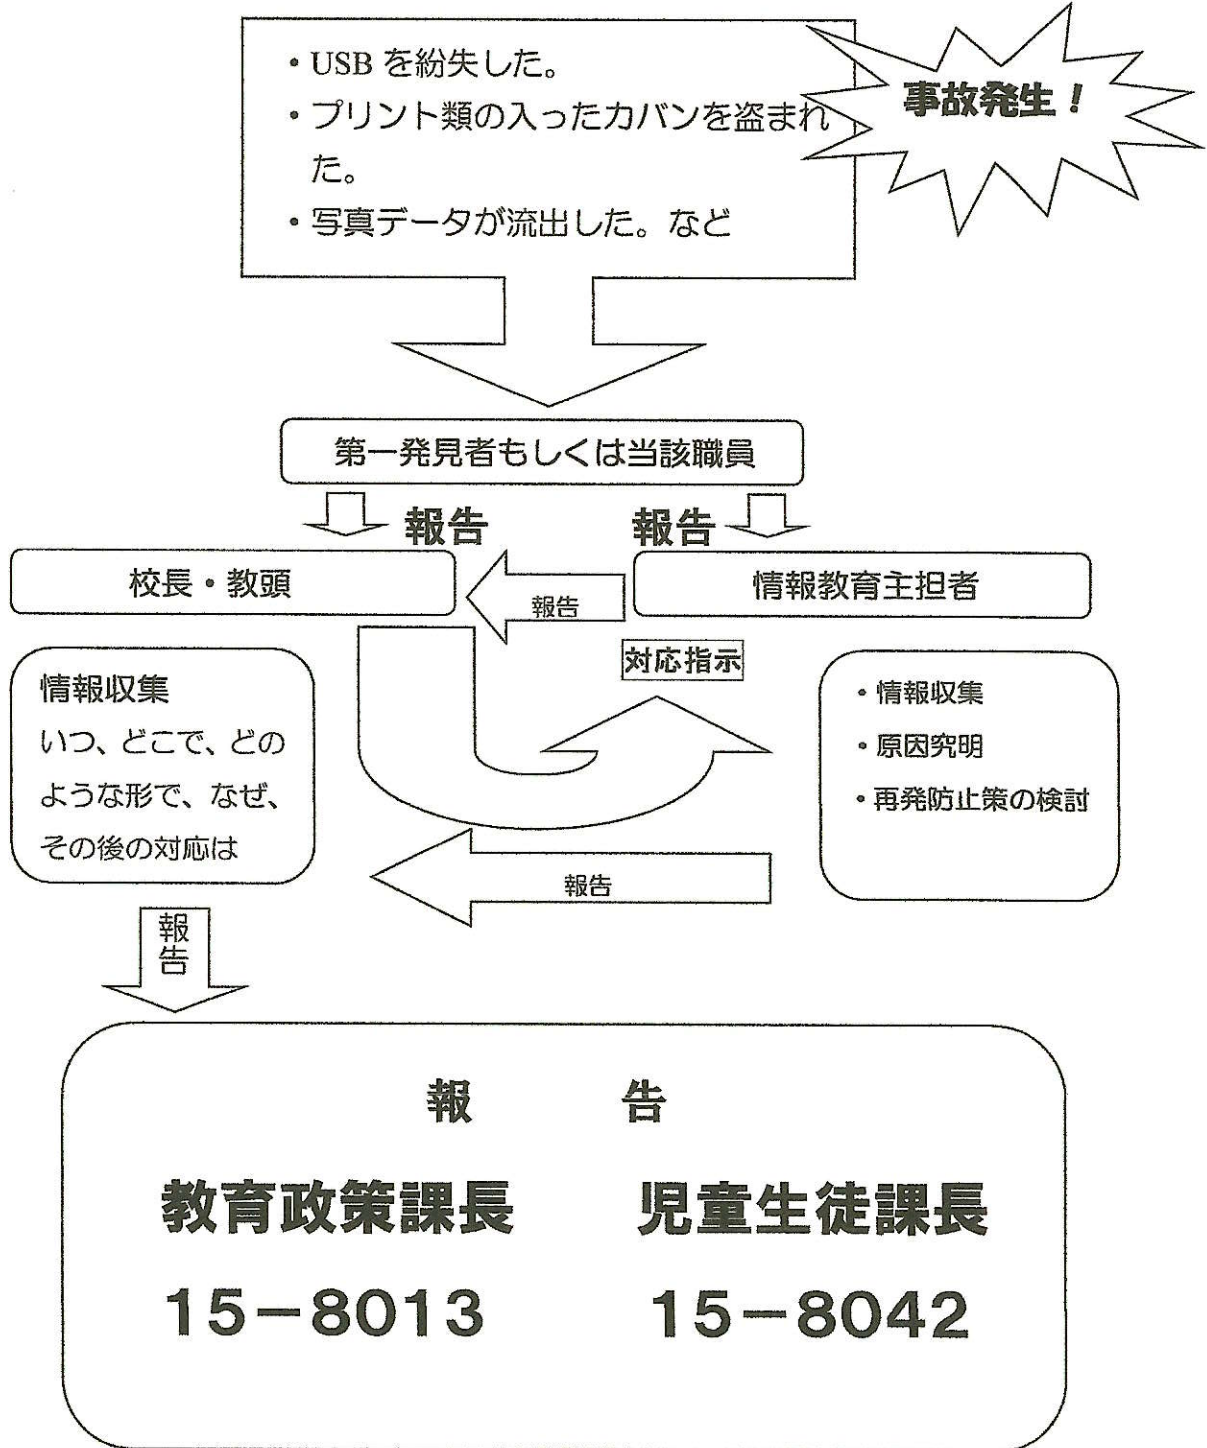 ・USB を紛失した。
・プリント類の入ったカバンを盗まれ
た。
・写真データが流出した。など
事故発生！
第一発見者もしくは当該職員
報告
報告
校長・教頭
報告
情報教育主担者
対応指示
情報収集
いつ、どこで、どの
ような形で、なぜ、
その後の対応は
・情報収集
・原因究明
・再発防止策の検討
報告
報告
報　告
教育政策課長
児童生徒課長
15－8013
15－8042